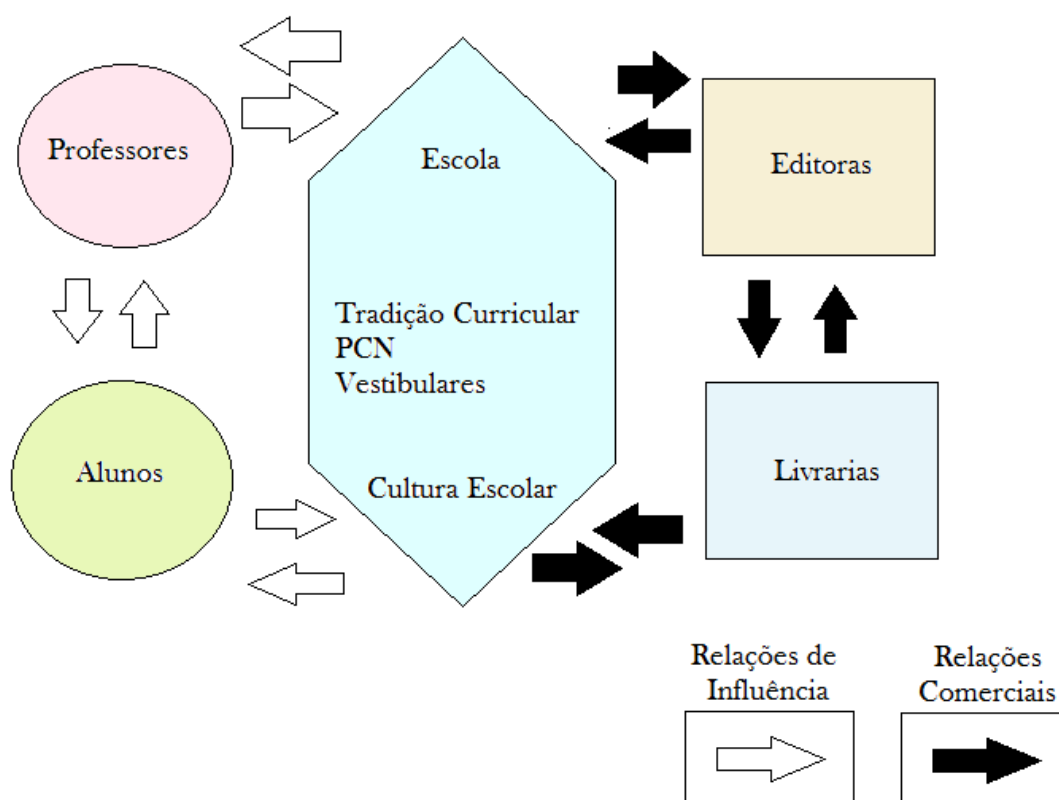 Professores
Escola
Editoras
Tradição Curricular
PCN
Vestibulares
Alunos
Cultura Escolar
Livrarias
Relações de
Influência
Relações
Comerciais